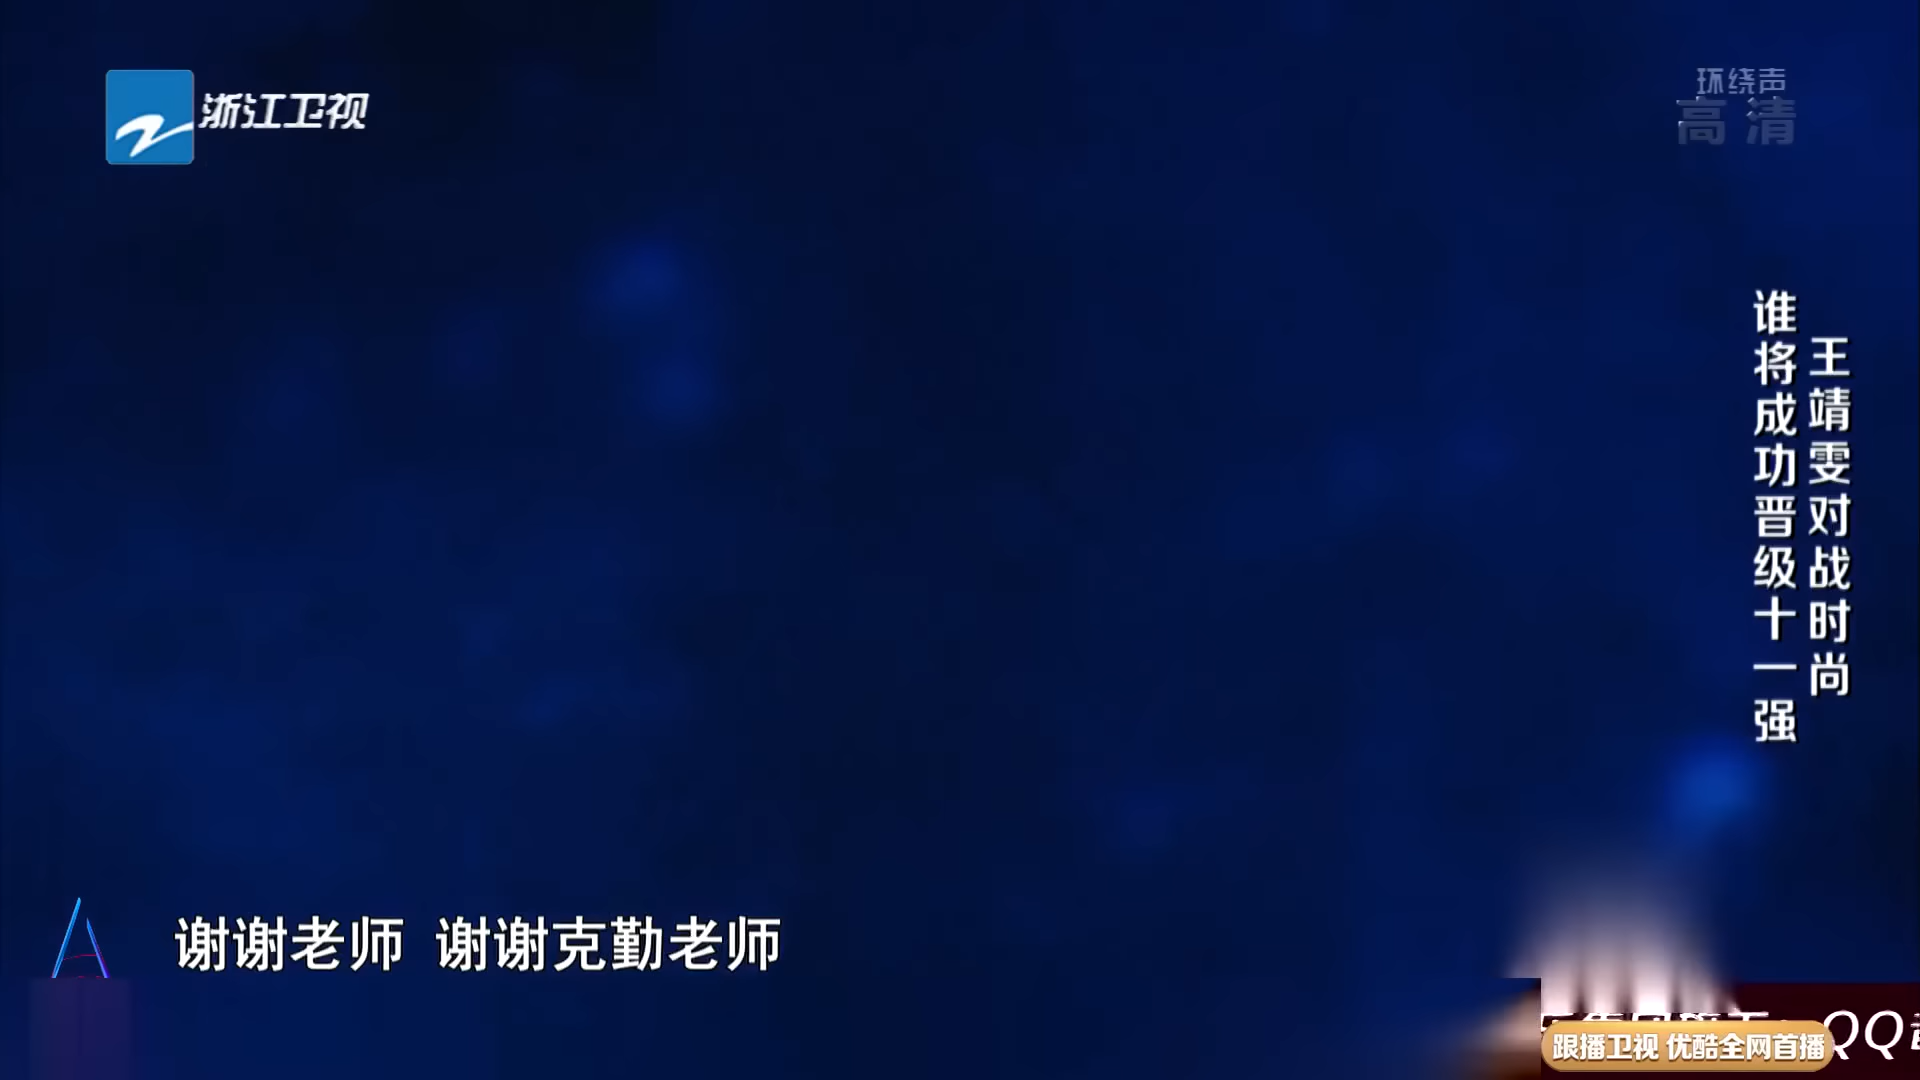 浙江卫视
环绕声
高清
王靖雯对战时尚
谁将成功晋级十一强
谢谢老师 谢谢克勤老师
QQ
跟播卫视 优酷全网首播